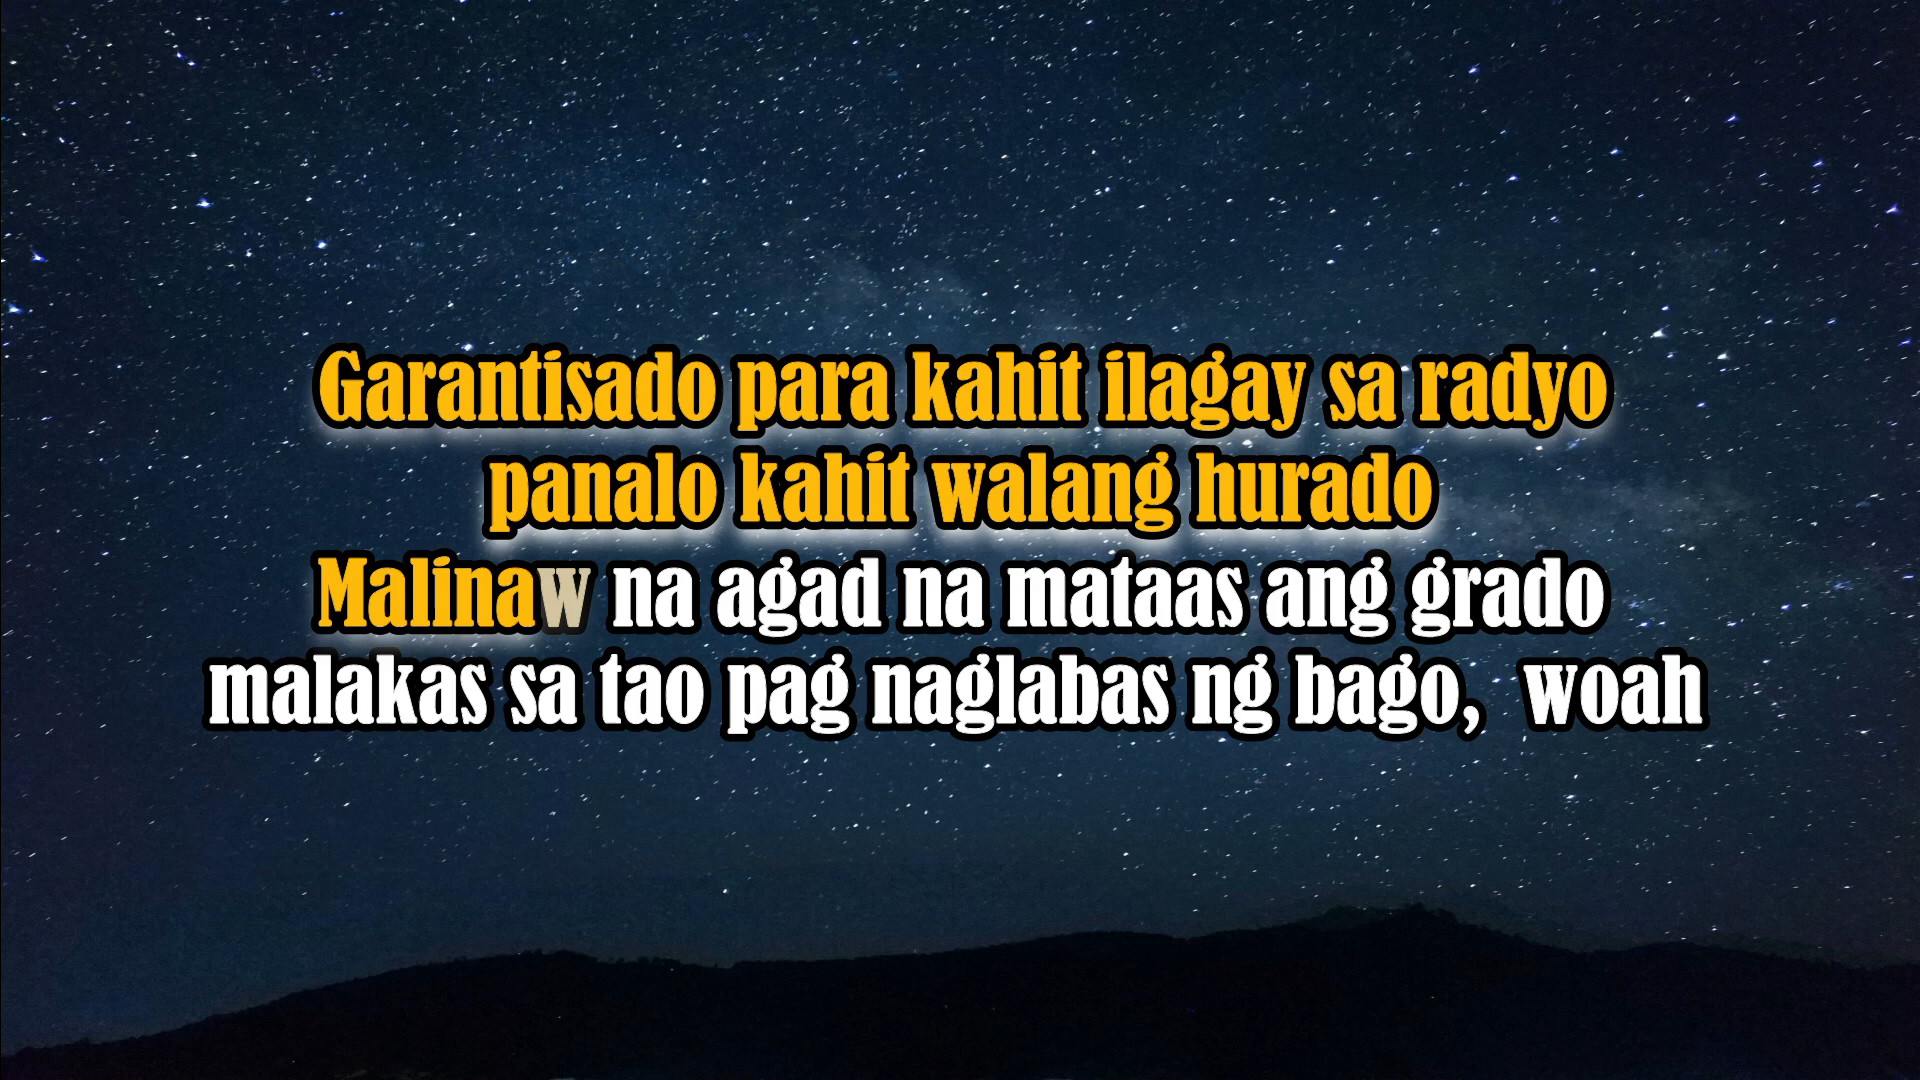 Garantisado para kahit ilagay sa radyo
panalo kahit walang hurado
Malinaw na agad na mataas ang grado
malakas sa tao pag naglabas ng bago,  woah